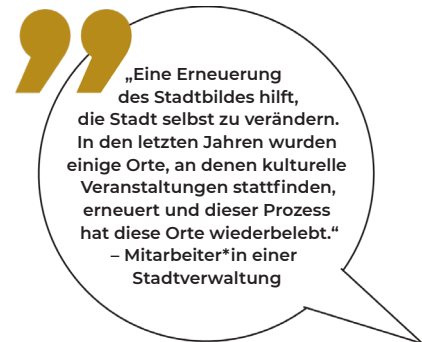 „Eine Erneuerung
des Stadtbildes hilft,
die Stadt selbst zu verändern.
In den letzten Jahren wurden
einige Orte, an denen kulturelle
Veranstaltungen stattfinden,
erneuert und dieser Prozess
hat diese Orte wiederbelebt.“
– Mitarbeiter*in einer
Stadtverwaltung